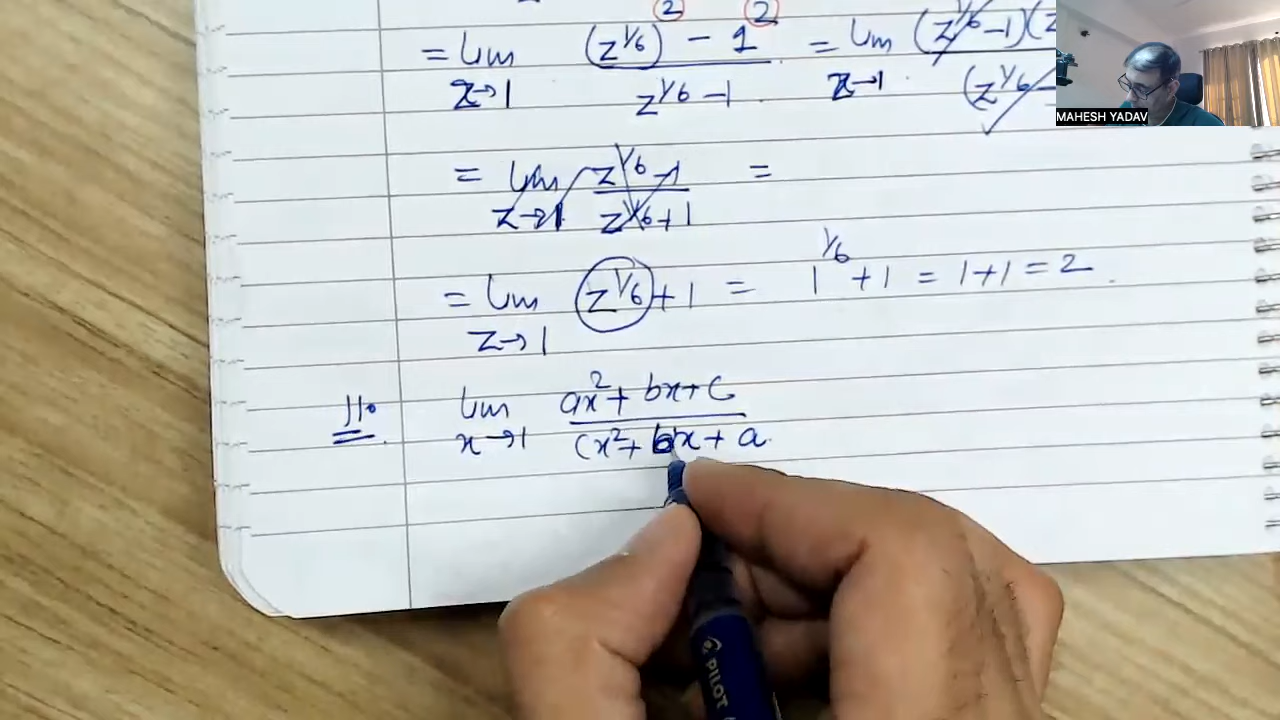 = lim z→1 ((z^1/6)^2 - 1^2)/(z^1/6 - 1) = lim z→1 (z^1/6 - 1)(z / (z^1/6 -
MAHESH YADAV
= lim z→1 (z^1/6 - 1)/(z^1/6 + 1) =
= lim z→1 z^1/6 + 1 = 1^1/6 + 1 = 1 + 1 = 2
11. lim x→1 (ax^2 + bx + c)/(cx^2 + bx + a)
PILOT